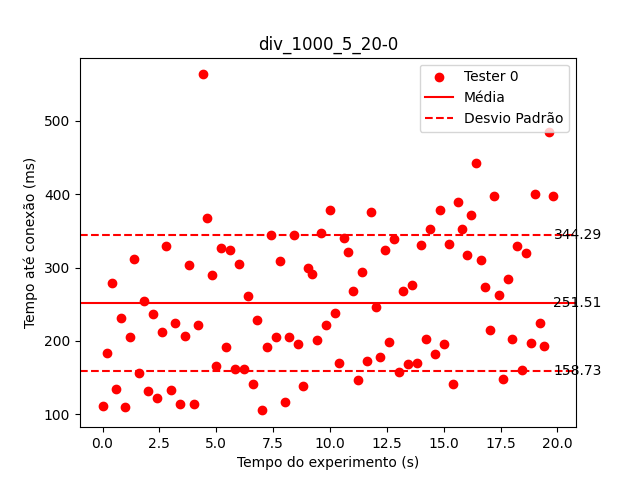 div_1000_5_20-0
Tester 0
Média
Desvio Padrão
Tempo até conexão (ms)
500
400
300
200
100
344.29
251.51
158.73
0.0 2.5 5.0 7.5 10.0 12.5 15.0 17.5 20.0
Tempo do experimento (s)